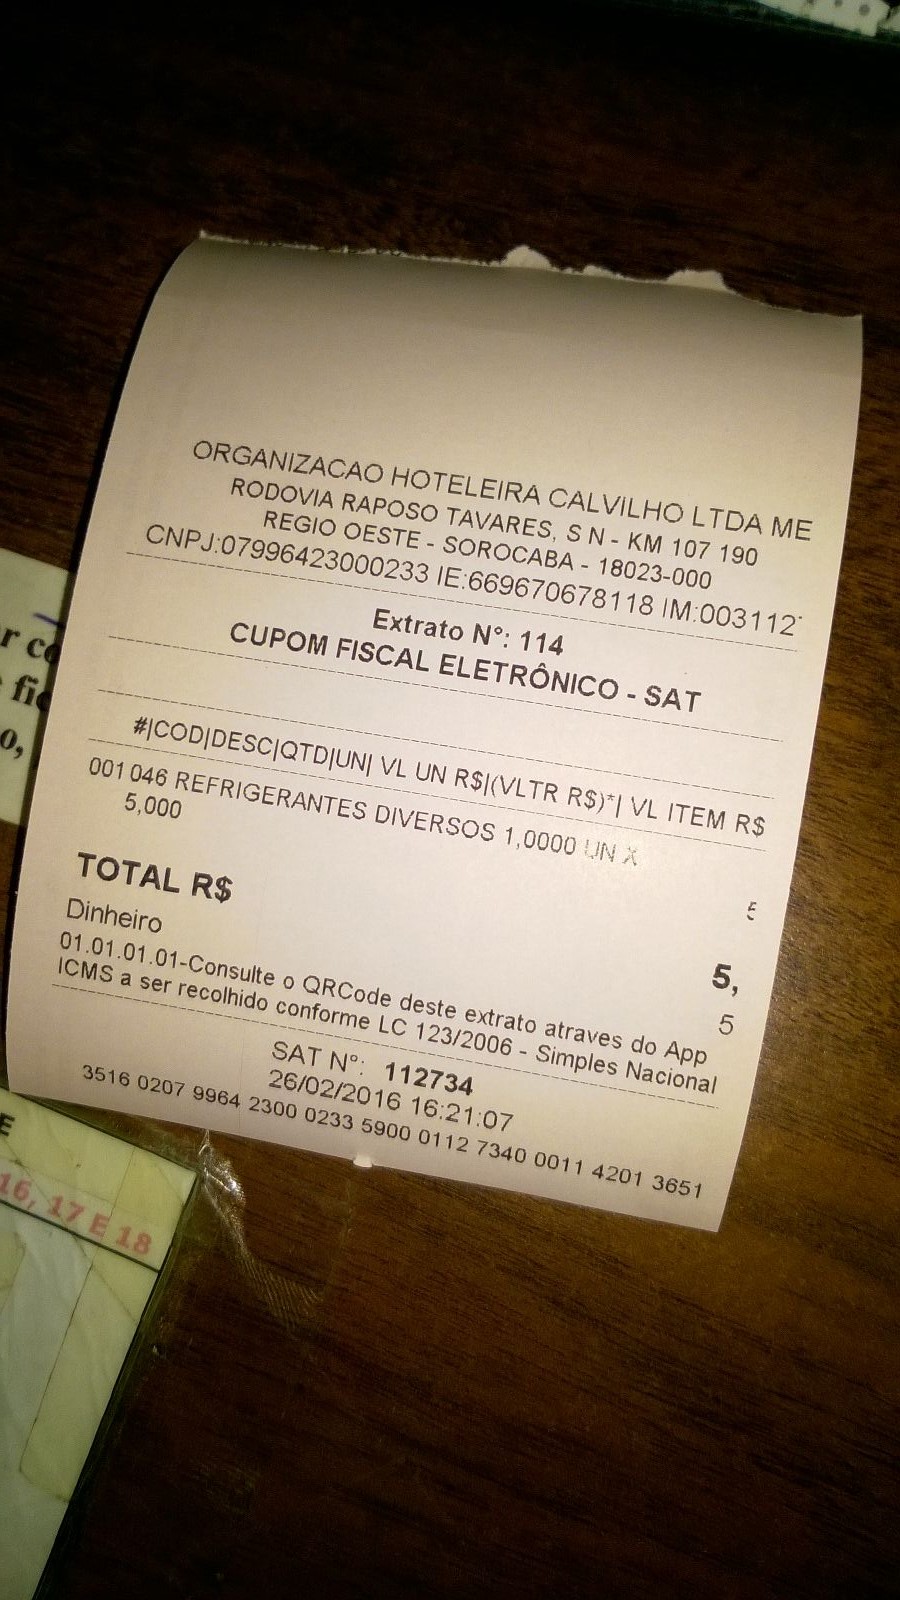 ORGANIZACAO HOTELEIRA CALVILHO LTDA ME
RODOVIA RAPOSO TAVARES, S N - KM 107 190
REGIO OESTE - SOROCABA - 18023-000
CNPJ:07996423000233 IE:669670678118 IM:003112
Extrato N°: 114
CUPOM FISCAL ELETRÔNICO - SAT
#|COD|DESC|QTD|UN| VL UN R$|(VLTR R$)*| VL ITEM R$
001 046 REFRIGERANTES DIVERSOS 1,0000 UN X
5,000
5
TOTAL R$ 5,
Dinheiro 5
01.01.01.01-Consulte o QRCode deste extrato atraves do App
ICMS a ser recolhido conforme LC 123/2006 - Simples Nacional
SAT N°: 112734
26/02/2016 16:21:07
3516 0207 9964 2300 0233 5900 0112 7340 0011 4201 3651
r co
fic
o,
E
16, 17 E 18